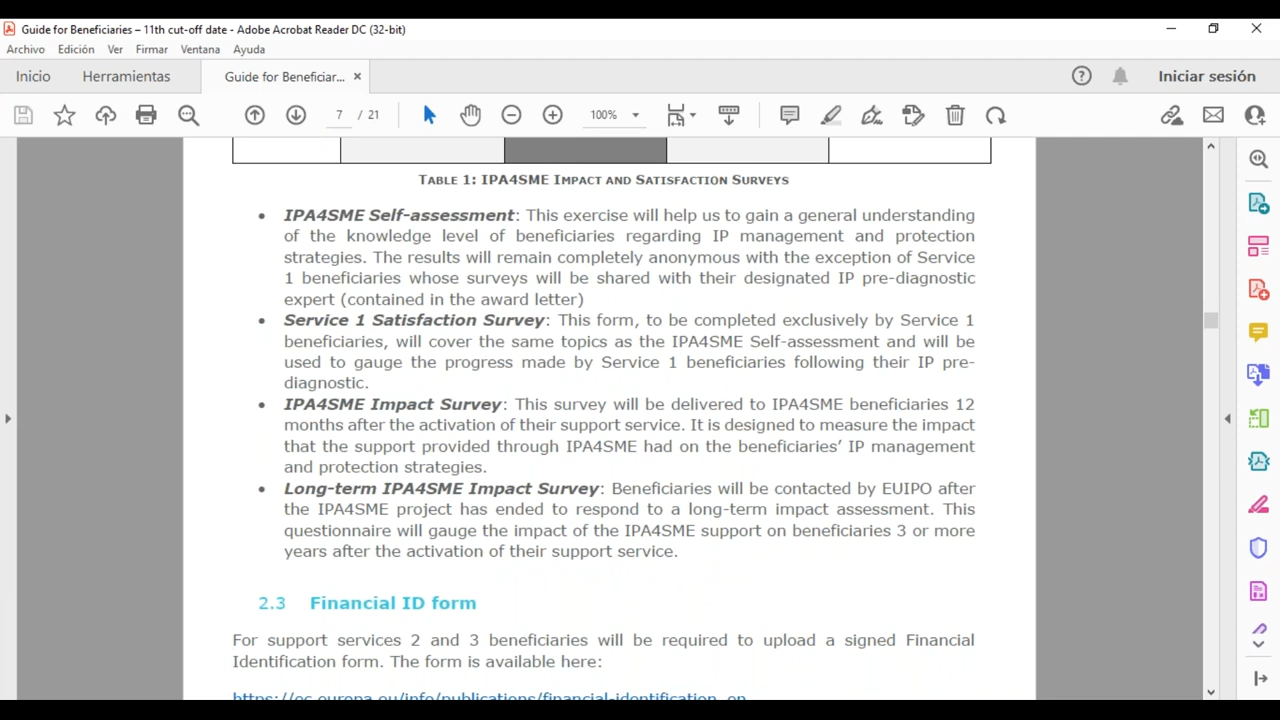 Guide for Beneficiaries – 11th cut-off date - Adobe Acrobat Reader DC (32-bit)
Archivo Edición Ver Firmar Ventana Ayuda
Inicio Herramientas Guide for Beneficiar... × Iniciar sesión
7 / 21 100%
TABLE 1: IPA4SME IMPACT AND SATISFACTION SURVEYS
• IPA4SME Self-assessment: This exercise will help us to gain a general understanding
of the knowledge level of beneficiaries regarding IP management and protection
strategies. The results will remain completely anonymous with the exception of Service
1 beneficiaries whose surveys will be shared with their designated IP pre-diagnostic
expert (contained in the award letter)
• Service 1 Satisfaction Survey: This form, to be completed exclusively by Service 1
beneficiaries, will cover the same topics as the IPA4SME Self-assessment and will be
used to gauge the progress made by Service 1 beneficiaries following their IP pre-
diagnostic.
• IPA4SME Impact Survey: This survey will be delivered to IPA4SME beneficiaries 12
months after the activation of their support service. It is designed to measure the impact
that the support provided through IPA4SME had on the beneficiaries’ IP management
and protection strategies.
• Long-term IPA4SME Impact Survey: Beneficiaries will be contacted by EUIPO after
the IPA4SME project has ended to respond to a long-term impact assessment. This
questionnaire will gauge the impact of the IPA4SME support on beneficiaries 3 or more
years after the activation of their support service.
2.3 Financial ID form
For support services 2 and 3 beneficiaries will be required to upload a signed Financial
Identification form. The form is available here:
https://ec.europa.eu/info/publications/financial-identification_en